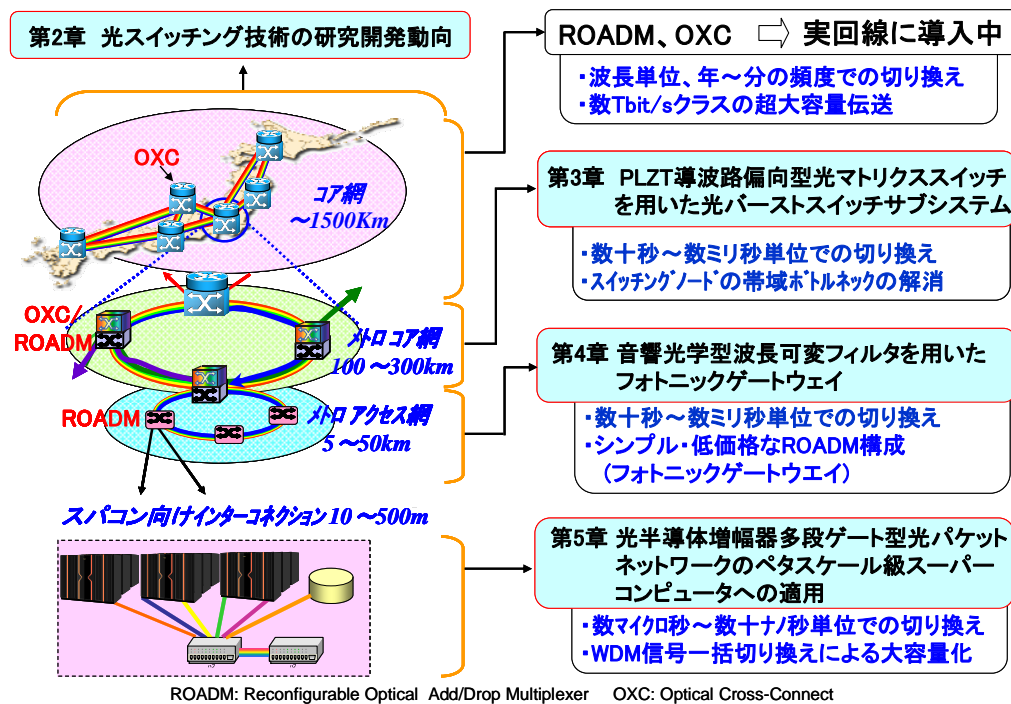 第2章 光スイッチング技術の研究開発動向
ROADM、OXC ⇨ 実回線に導入中
・波長単位、年～分の頻度での切り換え
・数Tbit/sクラスの超大容量伝送
OXC
コア網
～1500Km
第3章 PLZT導波路偏向型光マトリクススイッチ
を用いた光バーストスイッチサブシステム
・数十秒～数ミリ秒単位での切り換え
・ｽｲｯﾁﾝｸﾞﾉｰﾄﾞの帯域ﾎﾞﾄﾙﾈｯｸの解消
OXC/
ROADM
ﾒﾄﾛ ｺｱ網
100～300km
第4章 音響光学型波長可変フィルタを用いた
フォトニックゲートウェイ
・数十秒～数ミリ秒単位での切り換え
・シンプル・低価格なROADM構成
(フォトニックゲートウエイ)
ROADM
ﾒﾄﾛ ｱｸｾｽ網
5～50km
スパコン向けｲﾝﾀｰｺﾈｸｼｮﾝ 10～500m
第5章 光半導体増幅器多段ゲート型光パケット
ネットワークのペタスケール級スーパー
コンピュータへの適用
・数ﾏｲｸﾛ秒～数十ﾅﾉ秒単位での切り換え
・WDM信号一括切り換えによる大容量化
ROADM: Reconfigurable Optical Add/Drop Multiplexer OXC: Optical Cross-Connect